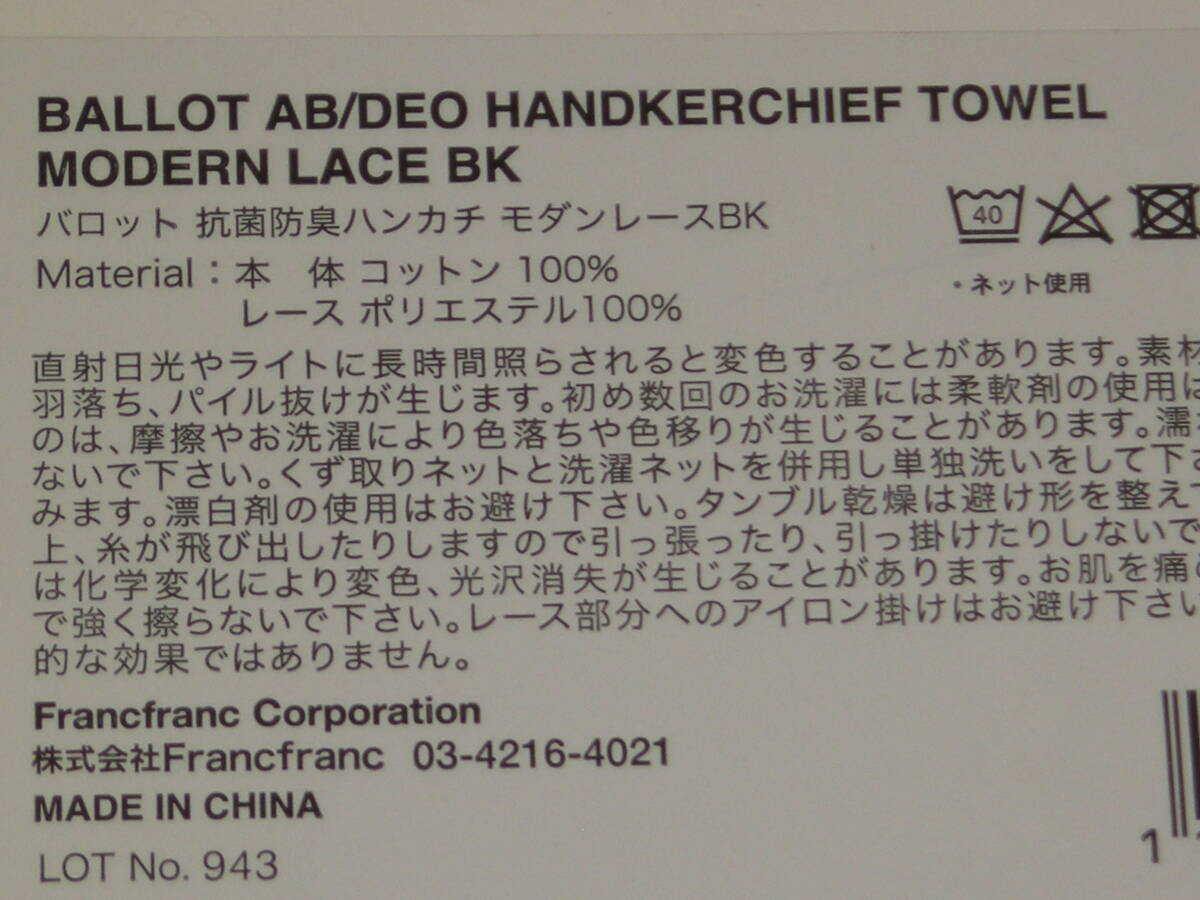 BALLOT AB/DEO HANDKERCHIEF TOWEL
MODERN LACE BK
バロット 抗菌防臭ハンカチ モダンレースBK
40
Material：本　体 コットン 100%
・ネット使用
レース ポリエステル100%
直射日光やライトに長時間照らされると変色することがあります。素材
羽落ち、パイル抜けが生じます。初め数回のお洗濯には柔軟剤の使用は
のは、摩擦やお洗濯により色落ちや色移りが生じることがあります。濡
ないで下さい。くず取りネットと洗濯ネットを併用し単独洗いをして下さ
みます。漂白剤の使用はお避け下さい。タンブル乾燥は避け形を整え
上、糸が飛び出したりしますので引っ張ったり、引っ掛けたりしないで
は化学変化により変色、光沢消失が生じることがあります。お肌を痛
で強く擦らないで下さい。レース部分へのアイロン掛けはお避け下さい
的な効果ではありません。
Francfranc Corporation
株式会社Francfranc 03-4216-4021
MADE IN CHINA
LOT No. 943
1